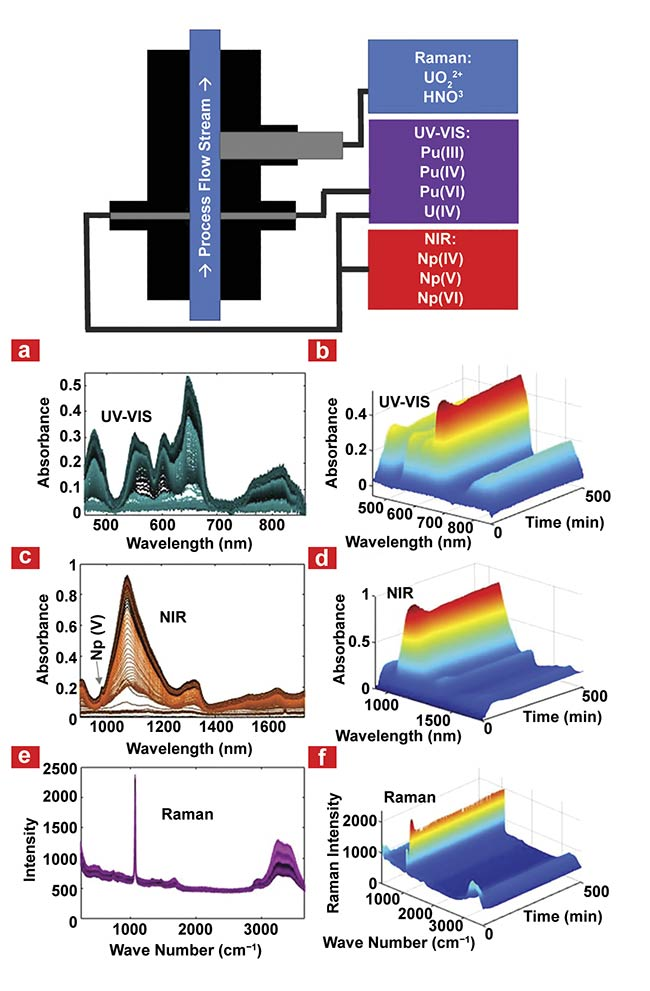 Raman:
UO₂²⁺
HNO³
UV-VIS:
Pu(III)
Pu(IV)
Pu(VI)
U(IV)
NIR:
Np(IV)
Np(V)
Np(VI)
→ Process Flow Stream →
a
UV-VIS
Absorbance
0.5
0.4
0.3
0.2
0.1
0
500 600 700 800
Wavelength (nm)
b
UV-VIS
Absorbance
0.4
0.2
0
500 600 700 800
Wavelength (nm)
0
500
Time (min)
c
NIR
Np (V)
Absorbance
1
0.8
0.6
0.4
0.2
0
1000 1200 1400 1600
Wavelength (nm)
d
NIR
Absorbance
1
0.5
0
1000 1500
Wavelength (nm)
0
500
Time (min)
e
Raman
Intensity
2500
2000
1500
1000
500
0
1000 2000 3000
Wave Number (cm⁻¹)
f
Raman
Raman Intensity
2000
1000
0
1000 2000 3000
Wave Number (cm⁻¹)
0
500
Time (min)